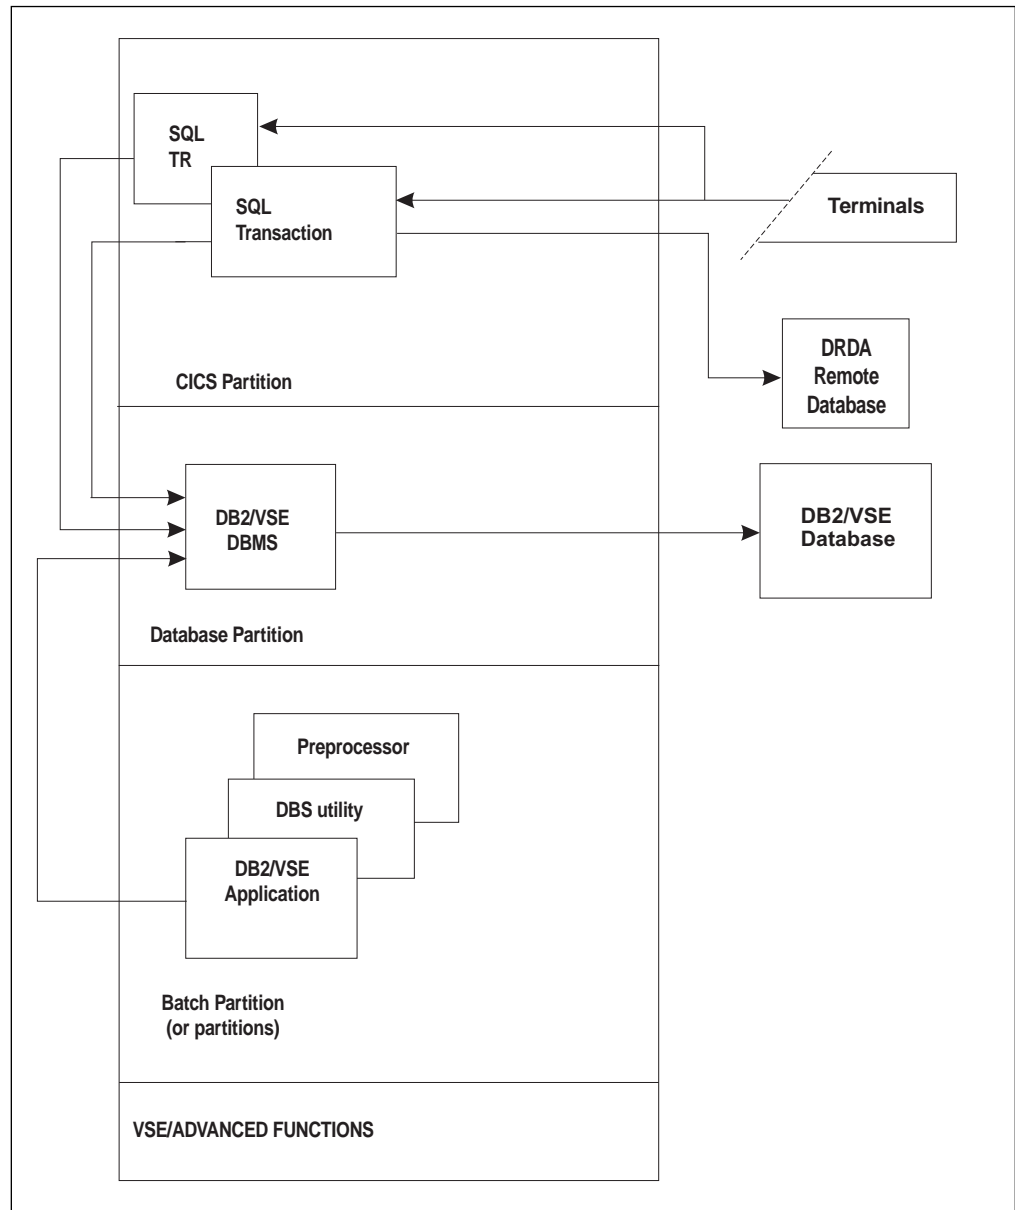 SQL
TR
SQL
Transaction
Terminals
DRDA
Remote
Database
CICS Partition
DB2/VSE
DBMS
DB2/VSE
Database
Database Partition
Preprocessor
DBS utility
DB2/VSE
Application
Batch Partition
(or partitions)
VSE/ADVANCED FUNCTIONS